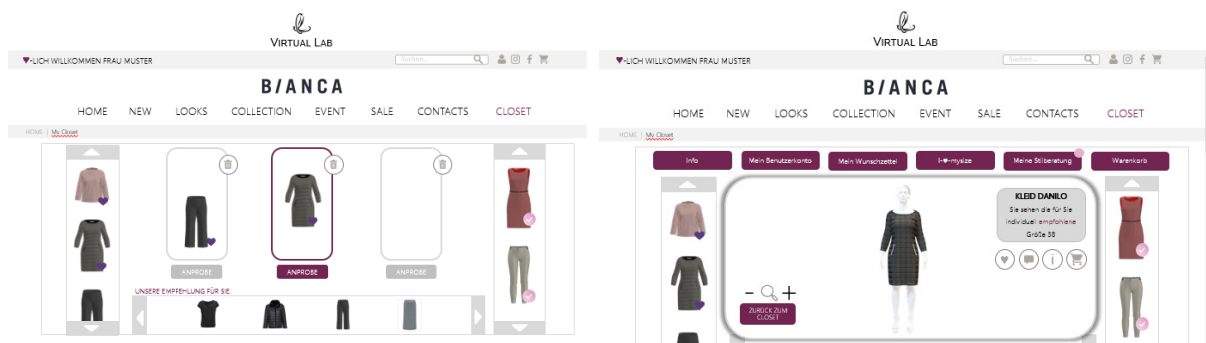 VIRTUAL LAB
♥-LICH WILLKOMMEN FRAU MUSTER
Suchen...
B/ANCA
HOME NEW LOOKS COLLECTION EVENT SALE CONTACTS CLOSET
HOME | My Closet
ANPROBE ANPROBE ANPROBE
UNSERE EMPFEHLUNG FÜR SIE.
VIRTUAL LAB
♥-LICH WILLKOMMEN FRAU MUSTER
Suchen...
B/ANCA
HOME NEW LOOKS COLLECTION EVENT SALE CONTACTS CLOSET
HOME | My Closet
Info Mein Benutzerkonto Mein Wunschzettel I-♥-mysize Meine Stilberatung Warenkorb
KLEID DANILO
Sie sehen die für Sie
individuell empfohlene
Größe 38
ZURÜCK ZUM
CLOSET